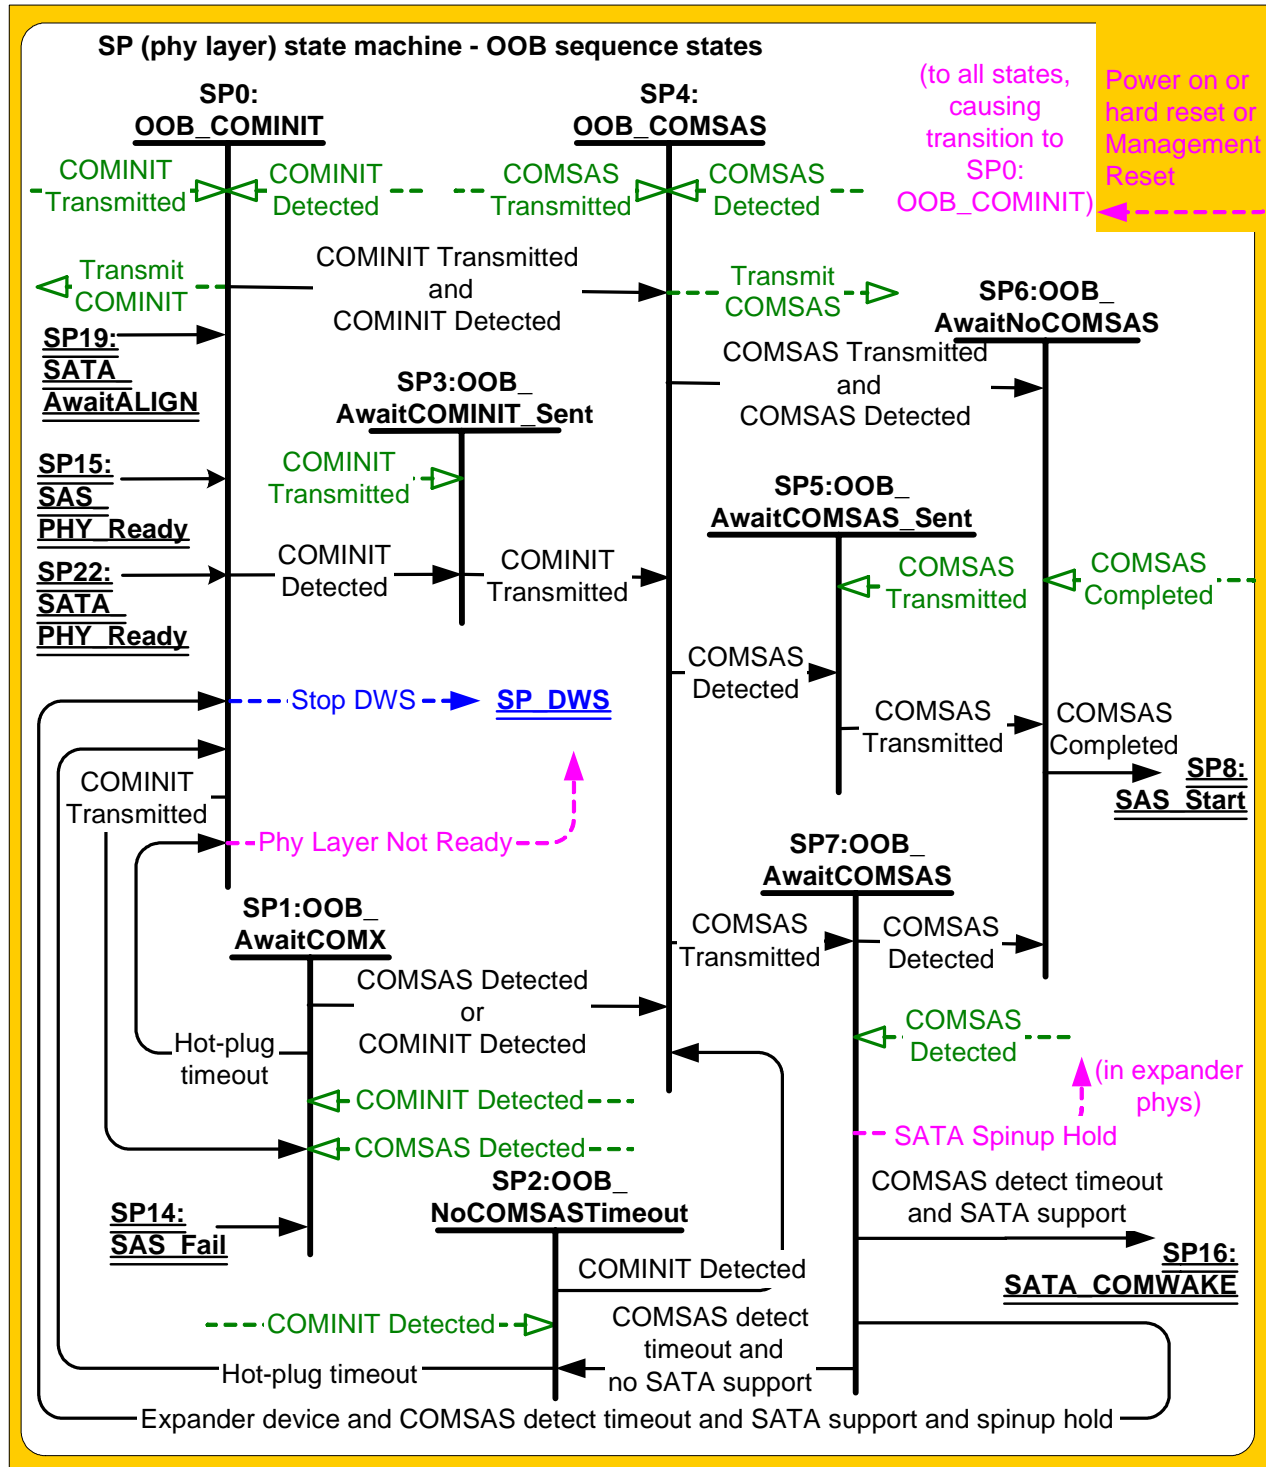 SP (phy layer) state machine - OOB sequence states
(to all states,
causing
transition to
SP0:
OOB_COMINIT)
Power on or
hard reset or
Management
Reset
SP0:
OOB_COMINIT
SP4:
OOB_COMSAS
COMINIT
Transmitted
COMINIT
Detected
COMSAS
Transmitted
COMSAS
Detected
Transmit
COMINIT
COMINIT Transmitted
and
COMINIT Detected
Transmit
COMSAS
SP6:OOB_
AwaitNoCOMSAS
SP19:
SATA_
AwaitALIGN
SP3:OOB_
AwaitCOMINIT_Sent
COMSAS Transmitted
and
COMSAS Detected
COMINIT
Transmitted
SP15:
SAS_
PHY_Ready
SP5:OOB_
AwaitCOMSAS_Sent
SP22:
SATA_
PHY_Ready
COMINIT
Detected
COMINIT
Transmitted
COMSAS
Transmitted
COMSAS
Completed
COMSAS
Detected
Stop DWS
SP_DWS
COMSAS
Transmitted
COMSAS
Completed
SP8:
SAS_Start
COMINIT
Transmitted
Phy Layer Not Ready
SP7:OOB_
AwaitCOMSAS
SP1:OOB_
AwaitCOMX
COMSAS
Transmitted
COMSAS
Detected
COMSAS Detected
or
COMINIT Detected
Hot-plug
timeout
COMSAS
Detected
COMINIT Detected
(in expander
phys)
COMSAS Detected
SATA Spinup Hold
SP2:OOB_
NoCOMSASTimeout
COMSAS detect timeout
and SATA support
SP14:
SAS_Fail
SP16:
SATA_COMWAKE
COMINIT Detected
COMINIT Detected
COMSAS detect
timeout and
no SATA support
Hot-plug timeout
Expander device and COMSAS detect timeout and SATA support and spinup hold